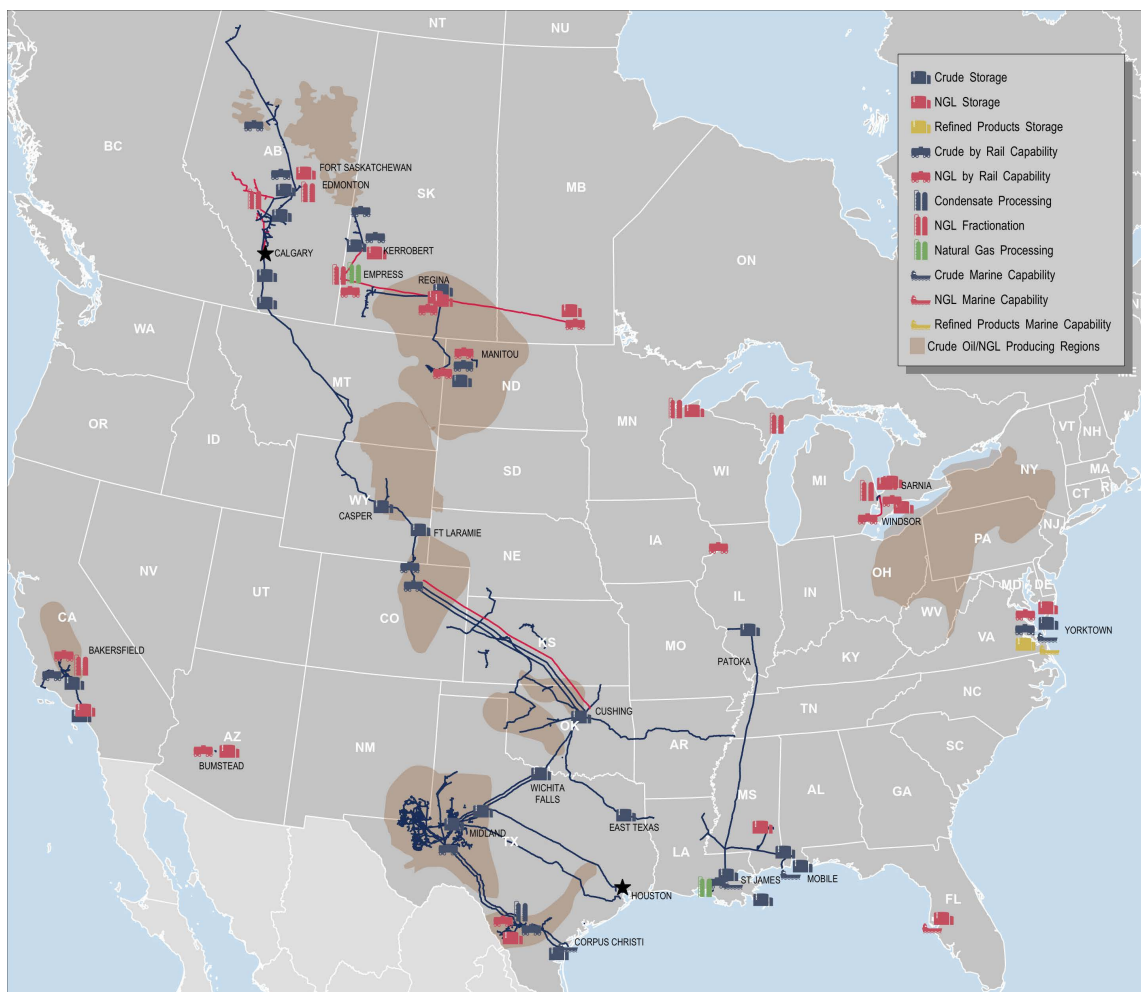 NT
NU
AK
BC
AB
SK
MB
ON
FORT SASKATCHEWAN
EDMONTON
CALGARY
KERROBERT
EMPRESS
REGINA
MANITOU
Crude Storage
NGL Storage
Refined Products Storage
Crude by Rail Capability
NGL by Rail Capability
Condensate Processing
NGL Fractionation
Natural Gas Processing
Crude Marine Capability
NGL Marine Capability
Refined Products Marine Capability
Crude Oil/NGL Producing Regions
WA
MT
ND
MN
ME
OR
ID
SD
WI
MI
VT
NH
NY
MA
CT
WY
CASPER
FT LARAMIE
SARNIA
WINDSOR
NE
IA
PA
NJ
NV
UT
CO
IL
IN
OH
MD
DE
WV
VA
YORKTOWN
CA
BAKERSFIELD
KS
MO
PATOKA
KY
NC
TN
CUSHING
OK
AR
SC
AZ
BUMSTEAD
NM
WICHITA
FALLS
MS
AL
GA
MIDLAND
EAST TEXAS
TX
LA
HOUSTON
ST JAMES
MOBILE
FL
CORPUS CHRISTI